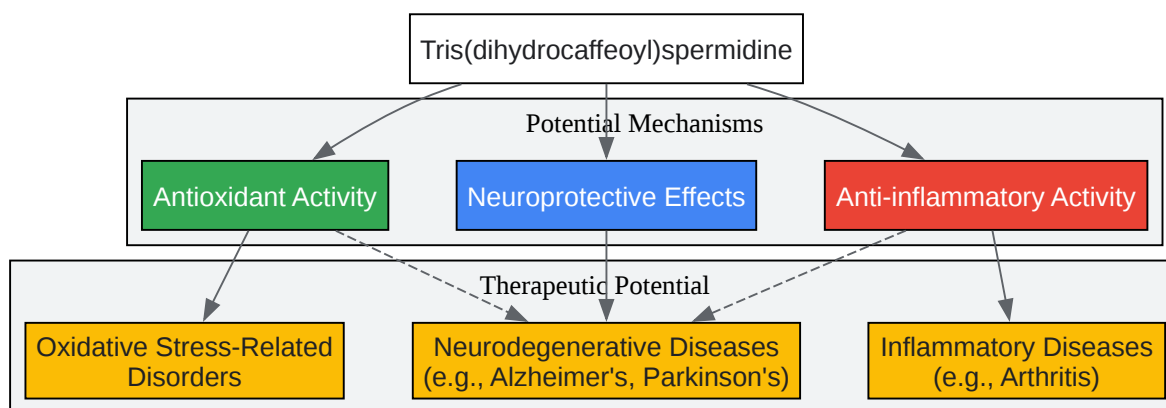 Tris(dihydrocaffeoyl)spermidine
Potential Mechanisms
Antioxidant Activity
Neuroprotective Effects
Anti-inflammatory Activity
Therapeutic Potential
Oxidative Stress-Related
Disorders
Neurodegenerative Diseases
(e.g., Alzheimer's, Parkinson's)
Inflammatory Diseases
(e.g., Arthritis)